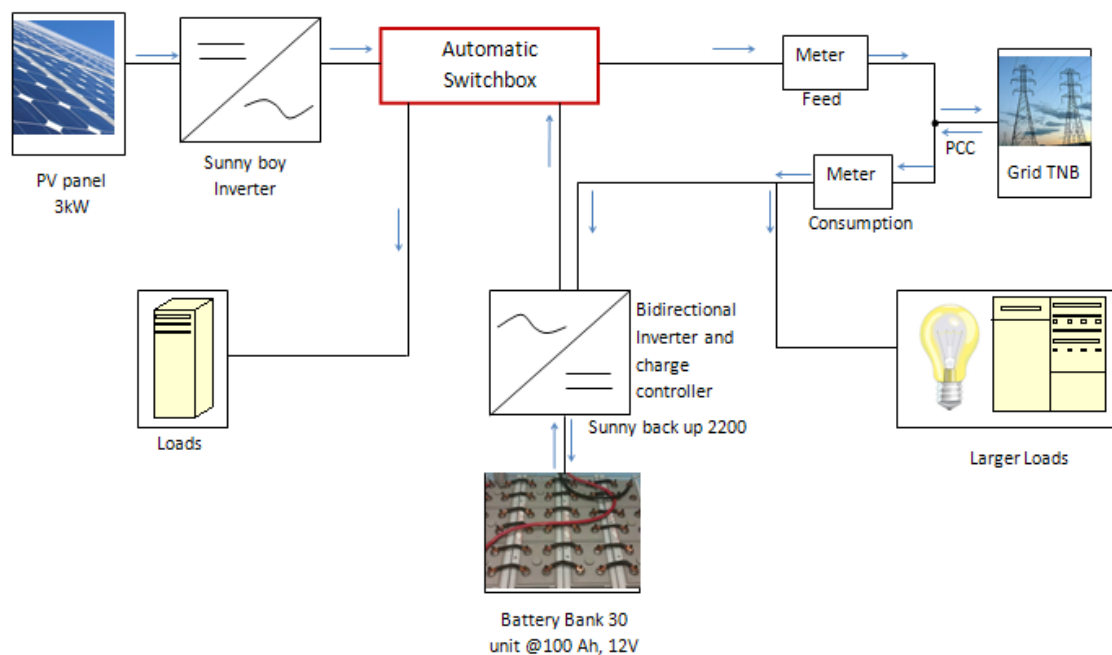 PV panel
3kW
Sunny boy
Inverter
Automatic
Switchbox
Meter
Feed
PCC
Grid TNB
Meter
Consumption
Loads
Bidirectional
Inverter and
charge
controller
Sunny back up 2200
Larger Loads
Battery Bank 30
unit @100 Ah, 12V